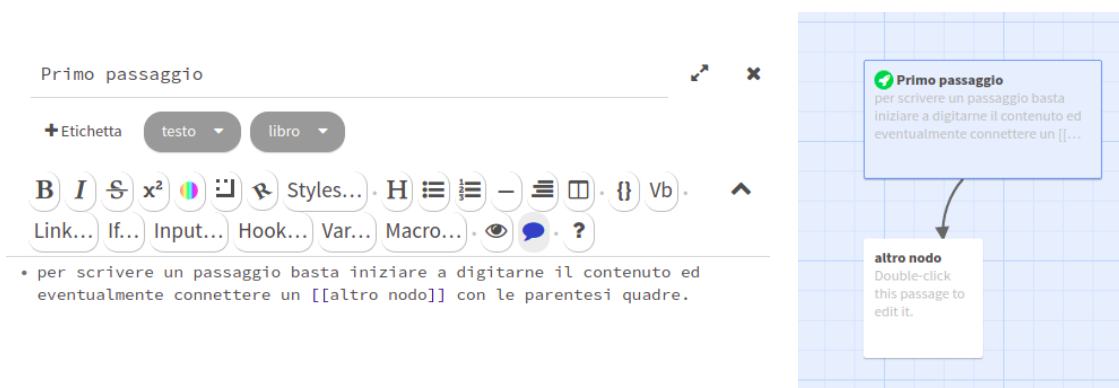 Primo passaggio
+Etichetta testo libro
B I S x² Styles... H {} Vb
Link... If... Input... Hook... Var... Macro... ?
• per scrivere un passaggio basta iniziare a digitarne il contenuto ed
eventualmente connettere un [[altro nodo]] con le parentesi quadre.
Primo passaggio
per scrivere un passaggio basta
iniziare a digitarne il contenuto ed
eventualmente connettere un [[...
altro nodo
Double-click
this passage to
edit it.